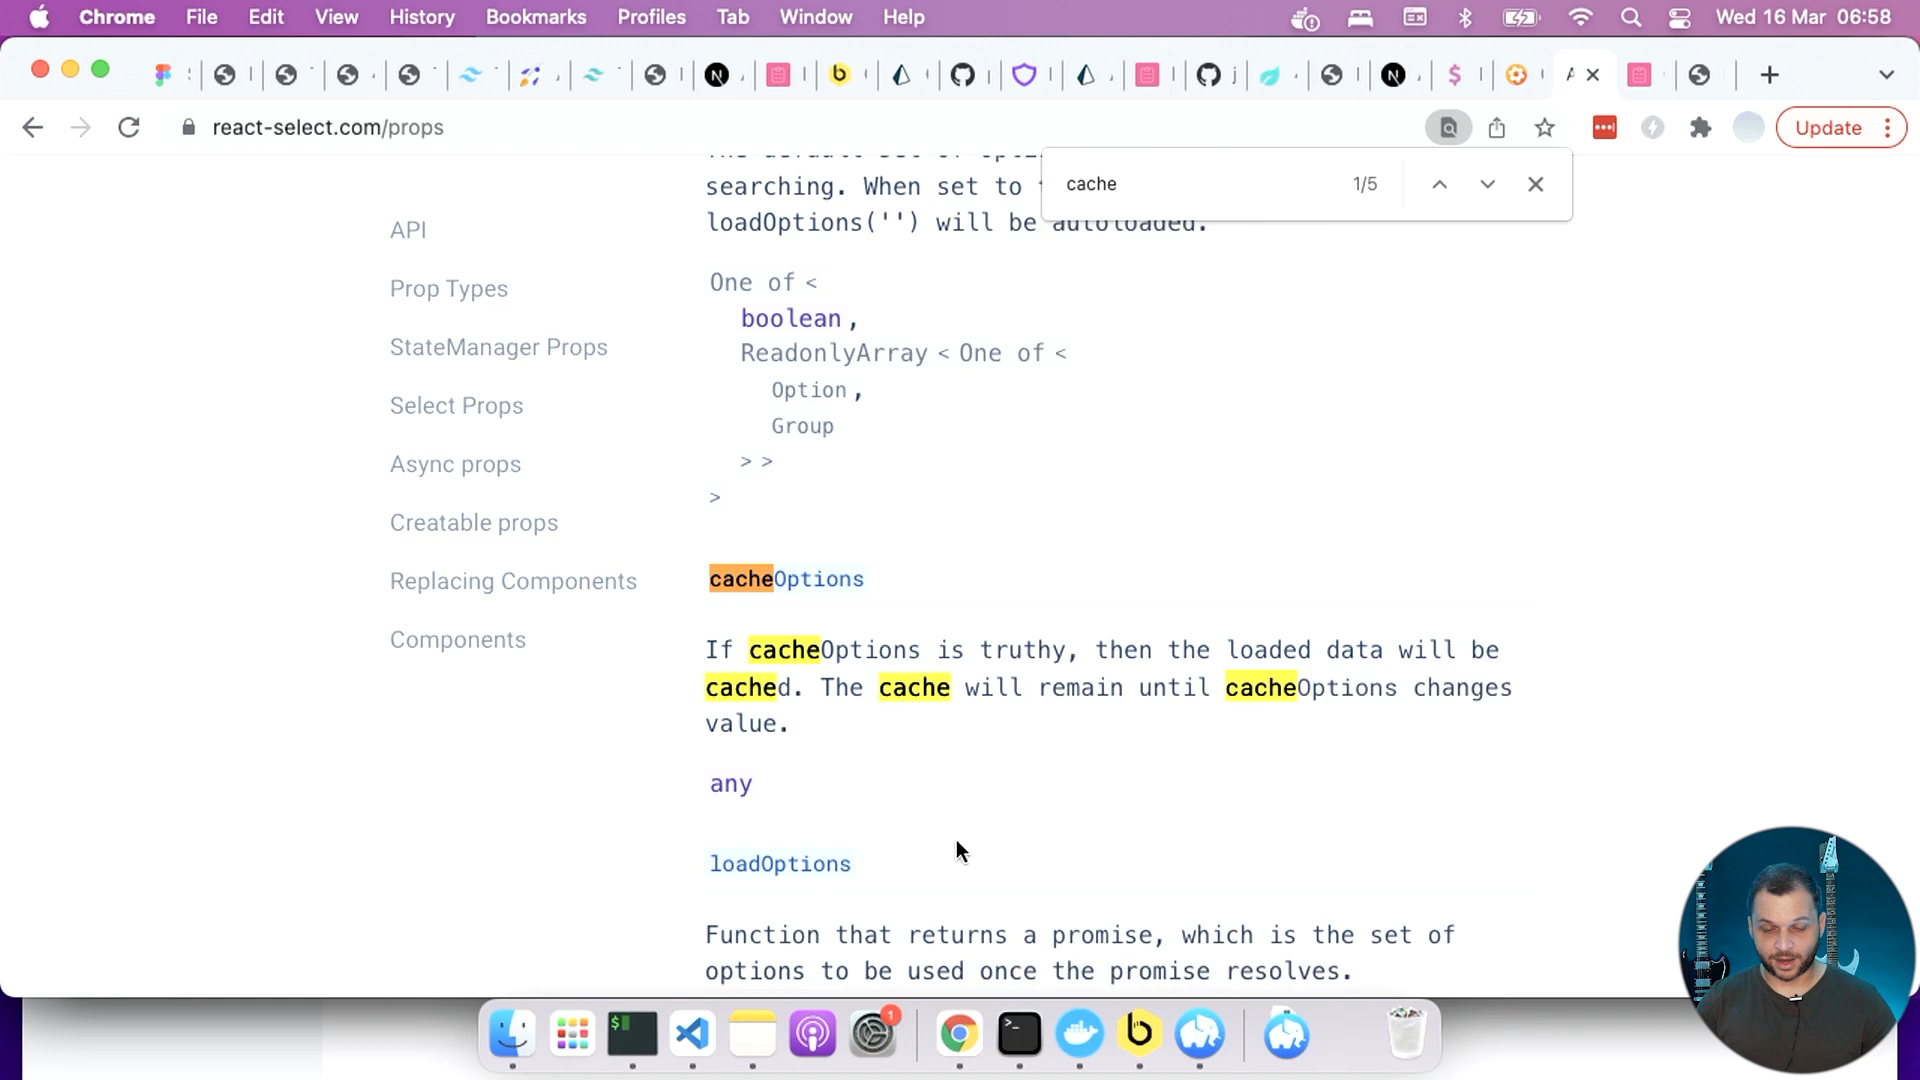 Chrome File Edit View History Bookmarks Profiles Tab Window Help Wed 16 Mar 06:58
react-select.com/props
Update
cache 1/5
searching. When set to
loadOptions('') will be autoloaded.
API
Prop Types
StateManager Props
Select Props
Async props
Creatable props
Replacing Components
Components
One of <
boolean ,
ReadonlyArray < One of <
Option ,
Group
> >
>
cacheOptions
If cacheOptions is truthy, then the loaded data will be
cached. The cache will remain until cacheOptions changes
value.
any
loadOptions
Function that returns a promise, which is the set of
options to be used once the promise resolves.
1